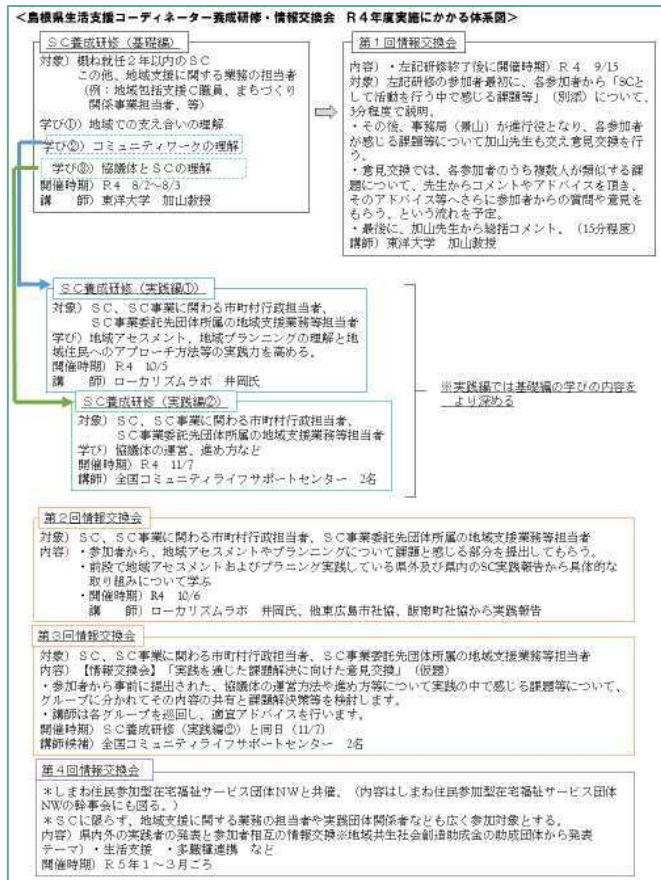 ＜島根県生活支援コーディネーター養成研修・情報交換会　Ｒ４年度実施にかかる体系図＞
ＳＣ養成研修（基礎編）
対象）概ね就任２年以内のＳＣ
この他、地域支援に関する業務の担当者
（例：地域包括支援Ｃ職員、まちづくり
関係事業担当者、等）
学び①）地域での支え合いの理解
学び②）コミュニティワークの理解
学び③）協議体とＳＣの理解
開催時期）Ｒ４　8/2～8/3
講　師）東洋大学　加山教授
第１回情報交換会
内容）・左記研修終了後に開催時期）Ｒ４　9/15
対象）左記研修の参加者最初に、各参加者から「SCと
して活動を行う中で感じる課題等」（別添）について、
3分程度で説明。
・その後、事務局（景山）が進行役となり、各参加者
が感じる課題等について加山先生も交え意見交換を行
う。
・意見交換では、各参加者のうち複数人が類似する課
題について、先生からコメントやアドバイスを頂き、
そのアドバイス等へさらに参加者からの質問や意見を
もらう、という流れを予定。
・最後に、加山先生から総括コメント。（15分程度）
講師）東洋大学　加山教授
ＳＣ養成研修（実践編①）
対象）ＳＣ、ＳＣ事業に関わる市町村行政担当者、
ＳＣ事業委託先団体所属の地域支援業務等担当者
学び）地域アセスメント、地域プランニングの理解と地
域住民へのアプローチ方法等の実践力を高める。
開催時期）Ｒ４　10/5
講　師）ローカリズムラボ　井岡氏
ＳＣ養成研修（実践編②）
対象）ＳＣ、ＳＣ事業に関わる市町村行政担当者、
ＳＣ事業委託先団体所属の地域支援業務等担当者
学び）協議体の運営、進め方など
開催時期）Ｒ４　11/7
講師）全国コミュニティライフサポートセンター　2名
※実践編では基礎編の学びの内容を
より深める
第２回情報交換会
対象）ＳＣ、ＳＣ事業に関わる市町村行政担当者、ＳＣ事業委託先団体所属の地域支援業務等担当者
内容）・参加者から、地域アセスメントやプランニングについて課題と感じる部分を提出してもらう。
・前段で地域アセスメントおよびプランニング実践している県外及び県内のSC実践報告から具体的な
取り組みについて学ぶ
・開催時期）R4　10/6
講　師）ローカリズムラボ　井岡氏、他東広島市社協、飯南町社協から実践報告
第３回情報交換会
対象）ＳＣ、ＳＣ事業に関わる市町村行政担当者、ＳＣ事業委託先団体所属の地域支援業務等担当者
内容）【情報交換会】「実践を通じた課題解決に向けた意見交換」（仮題）
・参加者から事前に提出された、協議体の運営方法や進め方等について実践の中で感じる課題等について、
グループに分かれてその内容の共有と課題解決策等を検討します。
・講師は各グループを巡回し、適宜アドバイスを行います。
開催時期）ＳＣ養成研修（実践編②）と同日（11/7）
講師候補）全国コミュニティライフサポートセンター　2名
第４回情報交換会
＊しまね住民参加型在宅福祉サービス団体NWと共催。（内容はしまね住民参加型在宅福祉サービス団体
NWの幹事会にも図る。）
＊ＳＣに限らず、地域支援に関する業務の担当者や実践団体関係者なども広く参加対象とする。
内容）県内外の実践者の発表と参加者相互の情報交換※地域共生社会創造助成金の助成団体から発表
テーマ）・生活支援　・多職種連携　など
開催時期）Ｒ５年１～３月ごろ